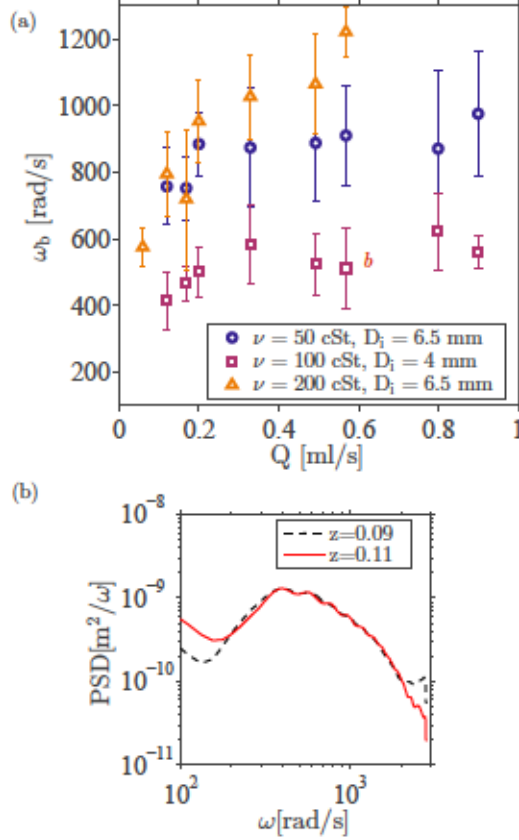 (a)
1200
1000
800
600
400
200
ω_b [rad/s]
b
ν = 50 cSt, D_i = 6.5 mm
ν = 100 cSt, D_i = 4 mm
ν = 200 cSt, D_i = 6.5 mm
0 0.2 0.4 0.6 0.8 1
Q [ml/s]
(b)
10^-8
10^-9
10^-10
10^-11
PSD[m^2/ω]
z=0.09
z=0.11
10^2 10^3
ω[rad/s]